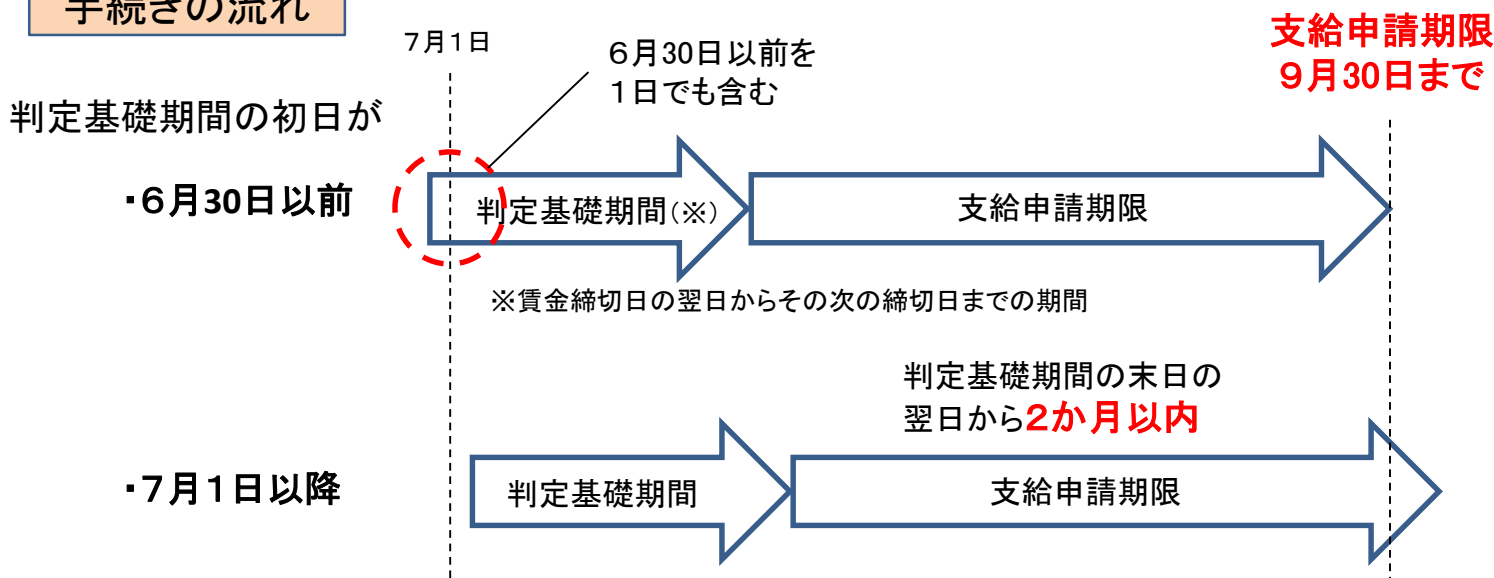 手続きの流れ
７月１日
６月30日以前を
１日でも含む
支給申請期限
９月30日まで
判定基礎期間の初日が
・６月30日以前
判定基礎期間(※)
支給申請期限
※賃金締切日の翌日からその次の締切日までの期間
判定基礎期間の末日の
翌日から２か月以内
・７月１日以降
判定基礎期間
支給申請期限